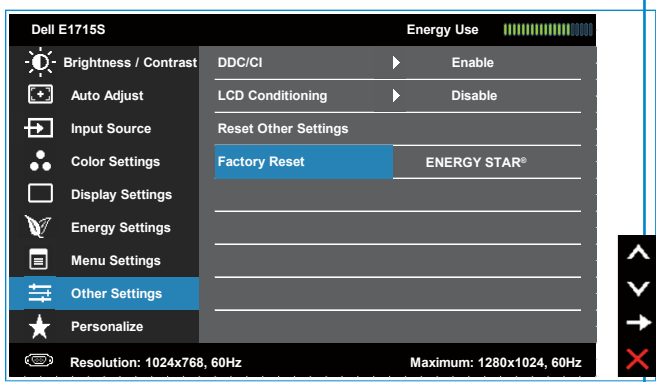 Dell E1715S Energy Use
Brightness / Contrast DDC/CI Enable
Auto Adjust LCD Conditioning Disable
Input Source Reset Other Settings
Color Settings Factory Reset ENERGY STAR®
Display Settings
Energy Settings
Menu Settings
Other Settings
Personalize
Resolution: 1024x768, 60Hz Maximum: 1280x1024, 60Hz